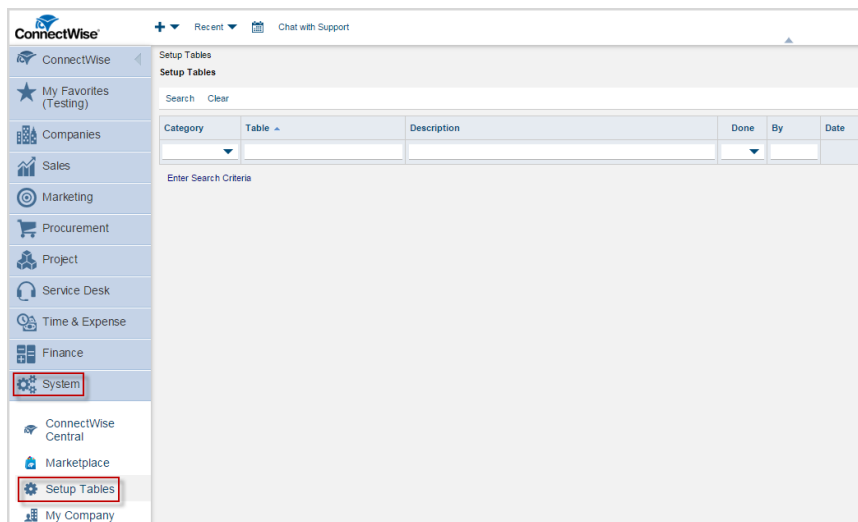 ConnectWise
Recent
Chat with Support
ConnectWise
My Favorites
(Testing)
Companies
Sales
Marketing
Procurement
Project
Service Desk
Time & Expense
Finance
System
ConnectWise
Central
Marketplace
Setup Tables
My Company
Setup Tables
Setup Tables
Search Clear
Category Table Description Done By Date
Enter Search Criteria